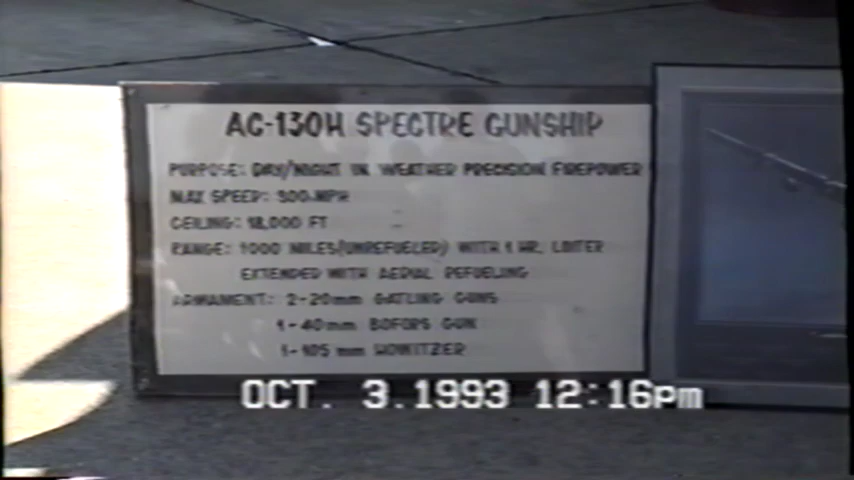 AC-130H SPECTRE GUNSHIP
PURPOSE: DAY/NIGHT IN WEATHER PRECISION FIREPOWER
MAX SPEED: 300 MPH
CEILING: 18,000 FT
RANGE: 1000 MILES(UNREFUELED) WITH 1 HR. LOITER
EXTENDED WITH AERIAL REFUELING
ARMAMENT: 2-20mm GATLING GUNS
1-40mm BOFORS GUN
1-105 mm HOWITZER
OCT. 3.1993 12:16pm